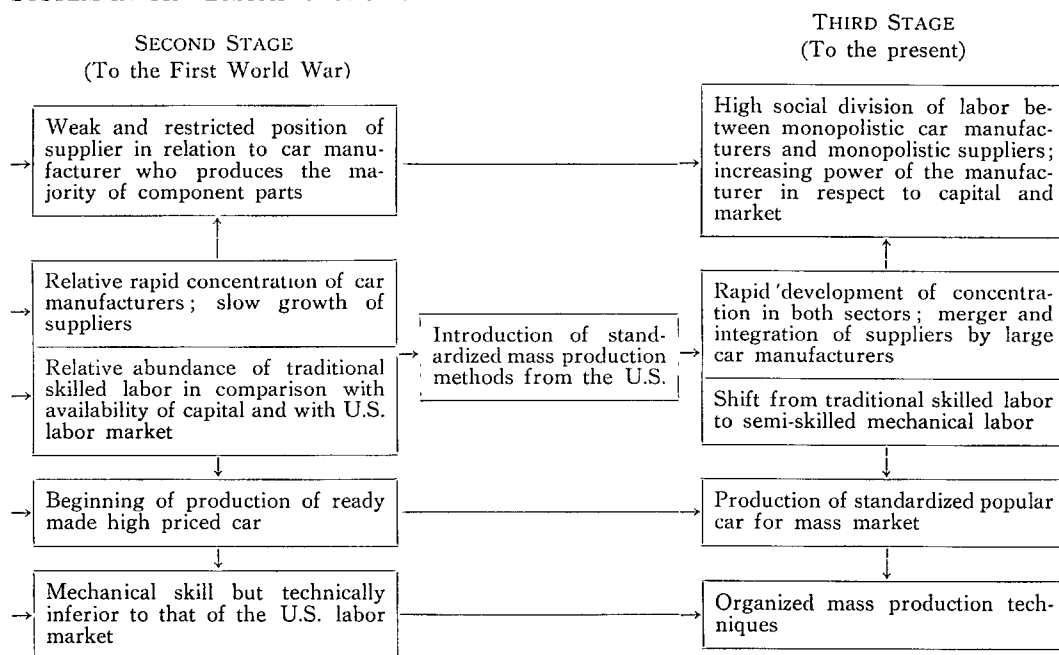 SECOND STAGE
(To the First World War)
Weak and restricted position of
supplier in relation to car manu-
facturer who produces the ma-
jority of component parts
Relative rapid concentration of car
manufacturers; slow growth of
suppliers
Relative abundance of traditional
skilled labor in comparison with
availability of capital and with U.S.
labor market
Beginning of production of ready
made high priced car
Mechanical skill but technically
inferior to that of the U.S. labor
market
Introduction of stan-
dardized mass production
methods from the U.S.
THIRD STAGE
(To the present)
High social division of labor be-
tween monopolistic car manufac-
turers and monopolistic suppliers;
increasing power of the manufac-
turer in respect to capital and
market
Rapid development of concentra-
tion in both sectors; merger and
integration of suppliers by large
car manufacturers
Shift from traditional skilled labor
to semi-skilled mechanical labor
Production of standardized popular
car for mass market
Organized mass production tech-
niques